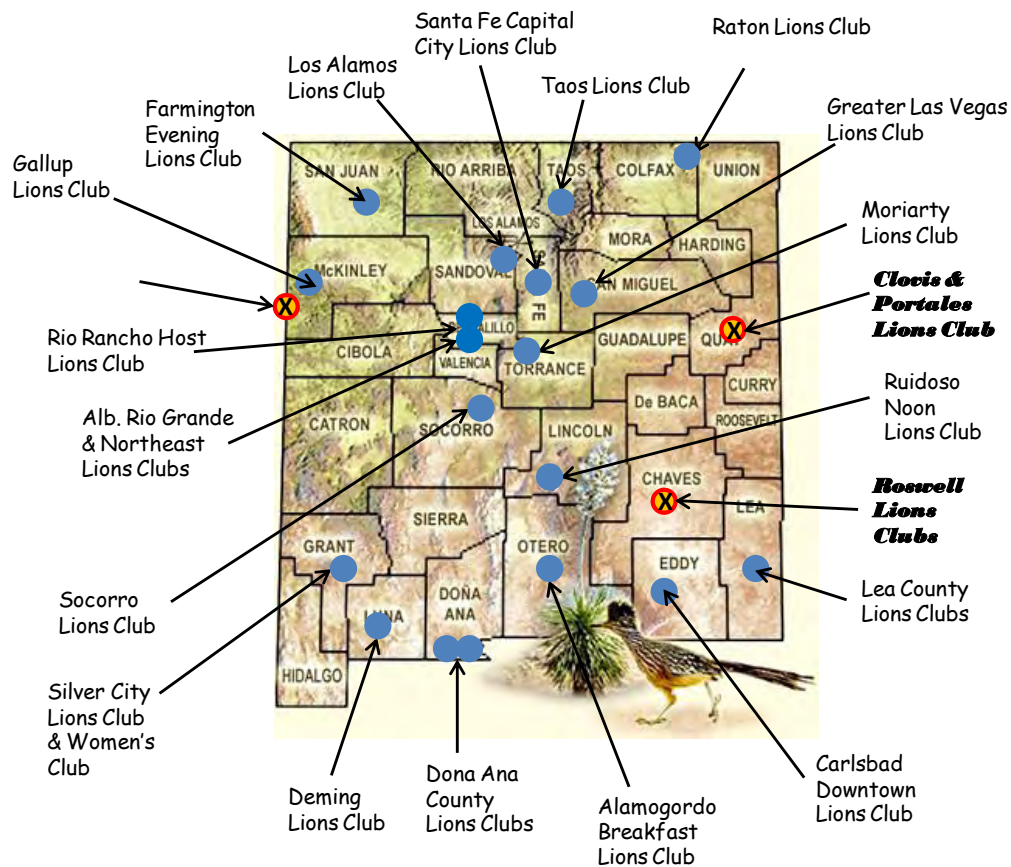 Santa Fe Capital
City Lions Club
Raton Lions Club
Los Alamos
Lions Club
Taos Lions Club
Greater Las Vegas
Lions Club
Farmington
Evening
Lions Club
Gallup
Lions Club
SAN JUAN
RIO ARRIBA
TAOS
COLFAX
UNION
LOS ALAMOS
MORA
HARDING
Moriarty
Lions Club
McKINLEY
SANDOVAL
FE
SAN MIGUEL
X
Clovis &
Portales
Lions Club
Rio Rancho Host
Lions Club
CIBOLA
VALENCIA
TORRANCE
GUADALUPE
QUAY
X
CURRY
De BACA
ROOSEVELT
Ruidoso
Noon
Lions Club
Alb. Rio Grande
& Northeast
Lions Clubs
CATRON
SOCORRO
LINCOLN
CHAVES
X
LEA
Roswell
Lions
Clubs
SIERRA
GRANT
OTERO
EDDY
DOÑA
ANA
LUNA
HIDALGO
Lea County
Lions Clubs
Socorro
Lions Club
Silver City
Lions Club
& Women's
Club
Deming
Lions Club
Dona Ana
County
Lions Clubs
Alamogordo
Breakfast
Lions Club
Carlsbad
Downtown
Lions Club